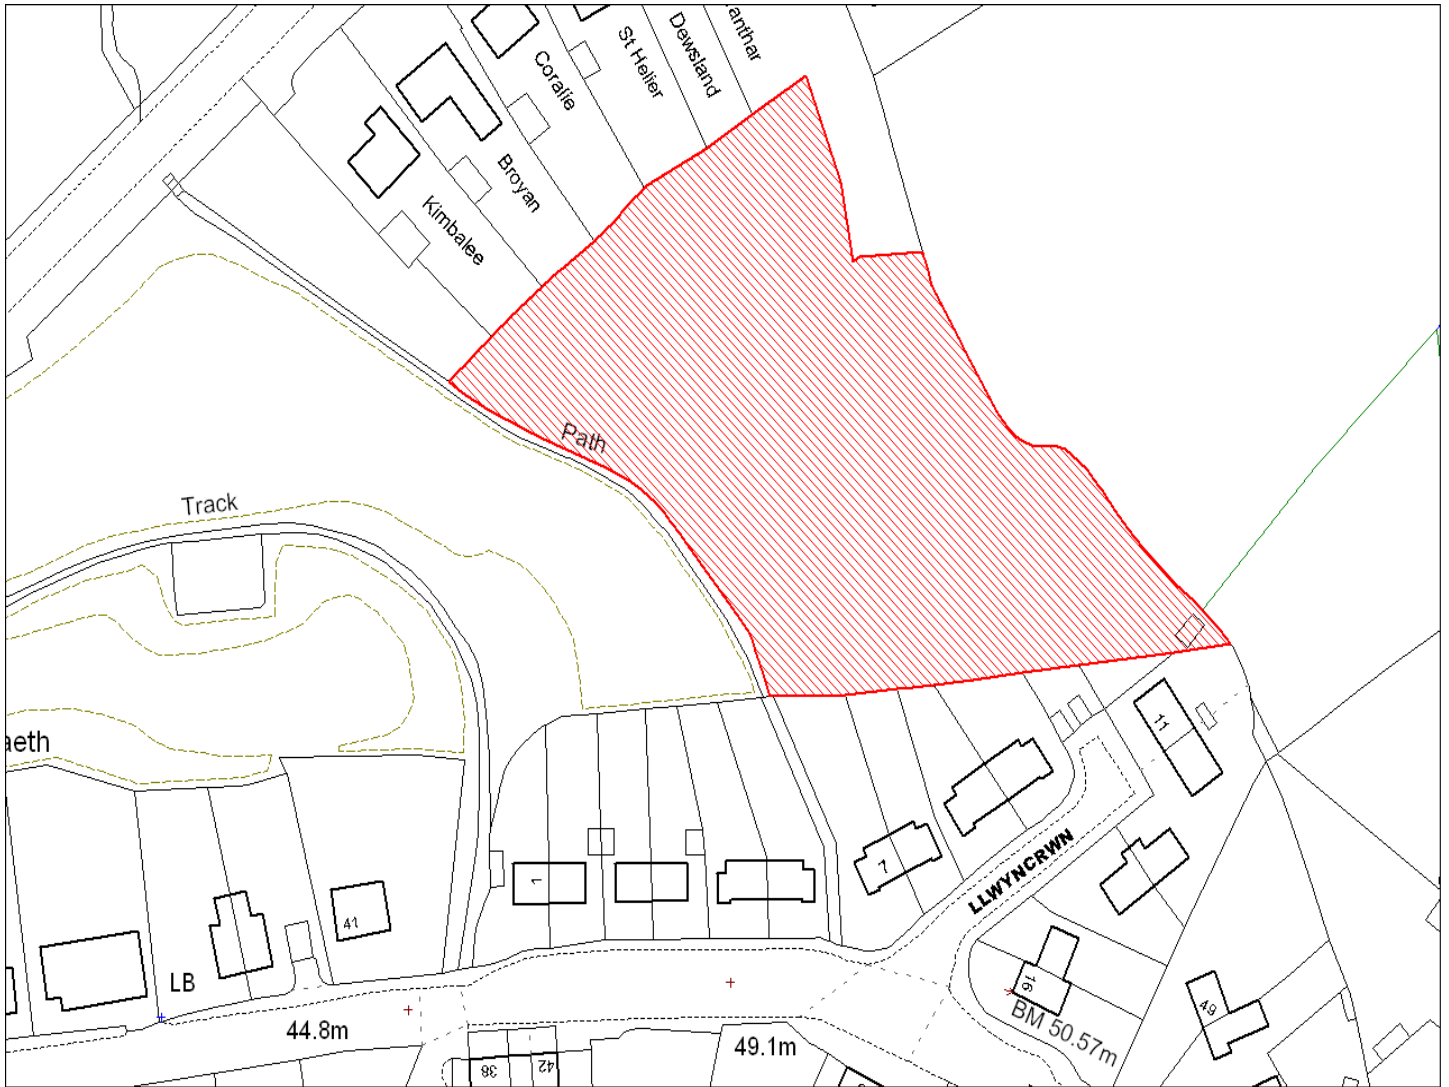 anthar
Dewsland
St Helier
Coralie
Broyan
Kimbalee
Path
Track
aeth
11
LLWYNCRWN
7
1
41
LB
16
BM 50.57m
49
44.8m
49.1m
38
42